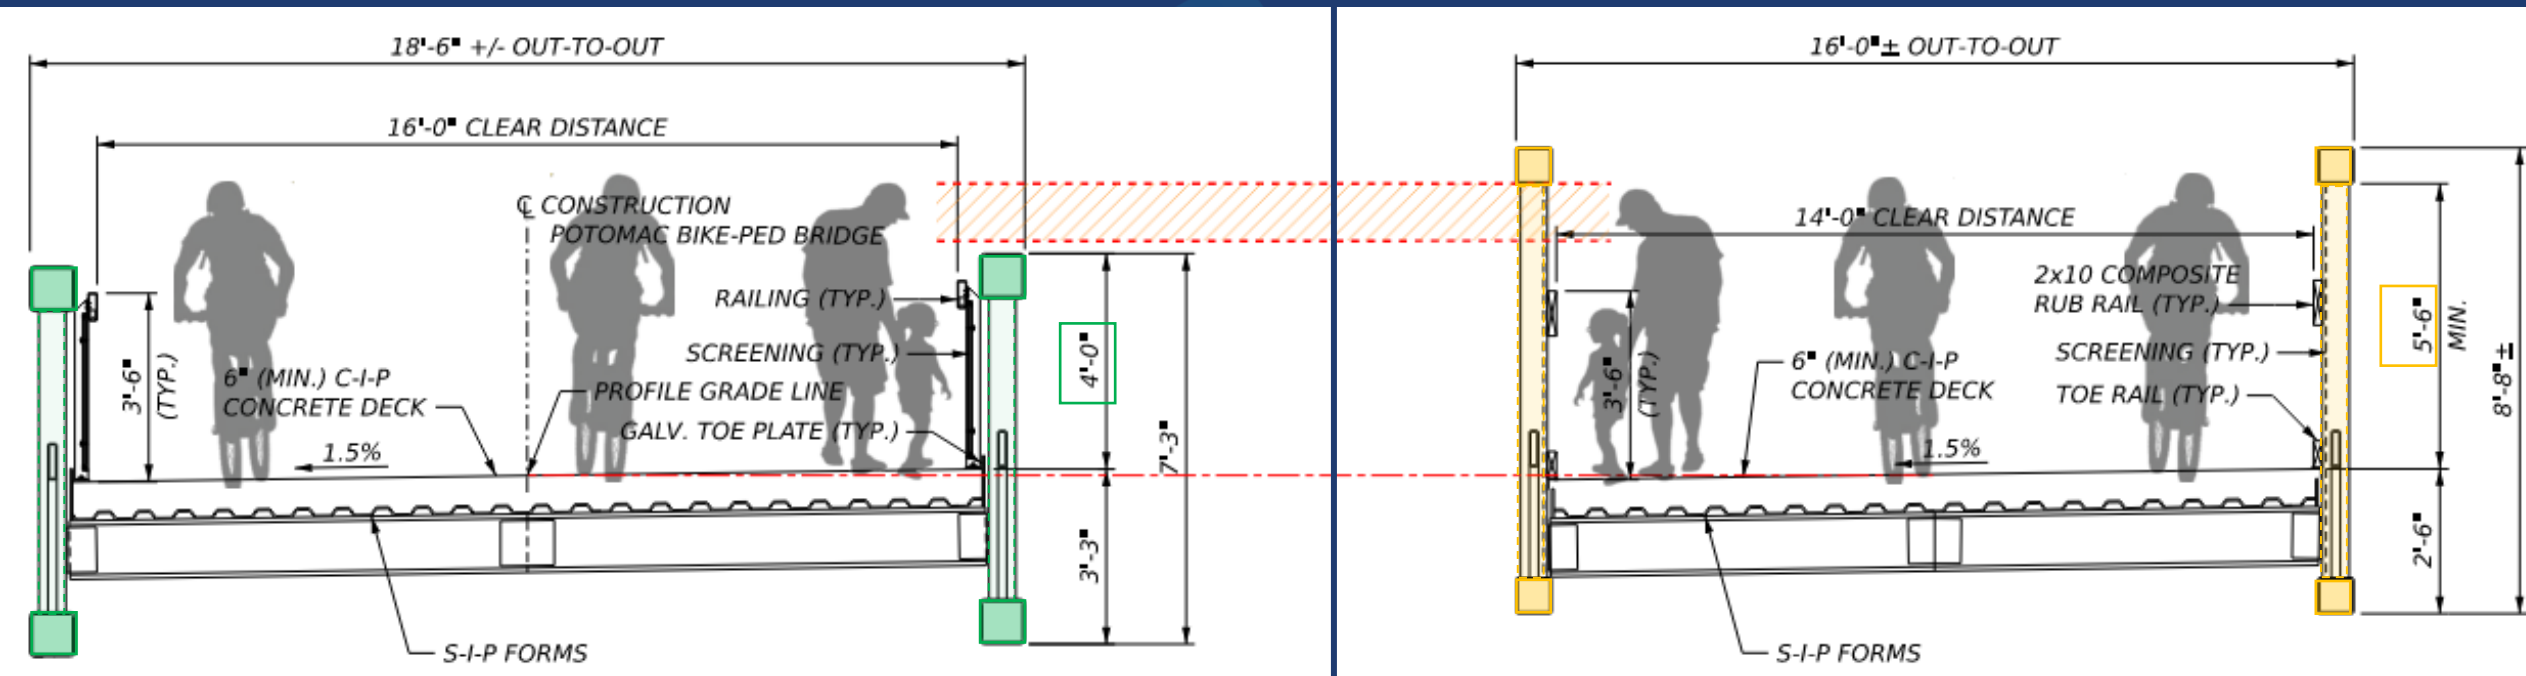 18'-6" +/- OUT-TO-OUT
16'-0" CLEAR DISTANCE
℄ CONSTRUCTION
POTOMAC BIKE-PED BRIDGE
RAILING (TYP.)
SCREENING (TYP.)
3'-6"
(TYP.)
6" (MIN.) C-I-P
CONCRETE DECK
PROFILE GRADE LINE
GALV. TOE PLATE (TYP.)
1.5%
4'-0"
7'-3"
3'-3"
S-I-P FORMS
16'-0"± OUT-TO-OUT
14'-0" CLEAR DISTANCE
2x10 COMPOSITE
RUB RAIL (TYP.)
SCREENING (TYP.)
TOE RAIL (TYP.)
3'-6"
(TYP.)
6" (MIN.) C-I-P
CONCRETE DECK
1.5%
5'-6"
MIN.
8'-8"±
2'-6"
S-I-P FORMS